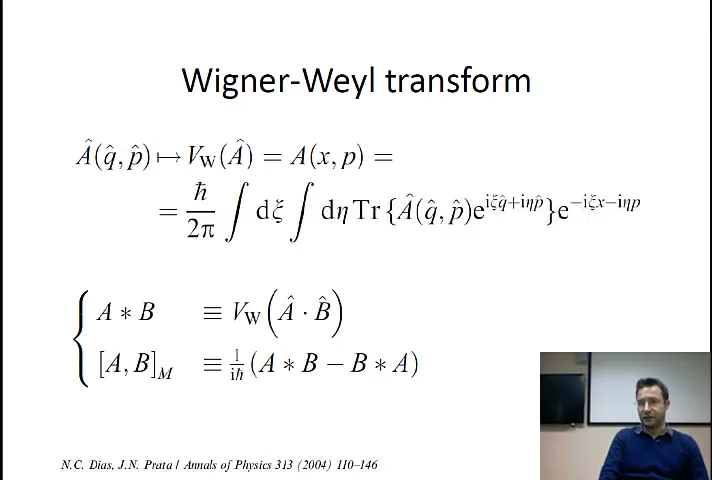 Wigner-Weyl transform
Â(q̂, p̂) ↦ V_W(Â) = A(x, p) =
= ℏ/2π ∫ dξ ∫ dη Tr {Â(q̂, p̂)e^{iξq̂+iηp̂}}e^{−iξx−iηp}
A ∗ B ≡ V_W(Â · B̂)
[A, B]_M ≡ 1/iℏ (A ∗ B − B ∗ A)
N.C. Dias, J.N. Prata / Annals of Physics 313 (2004) 110–146